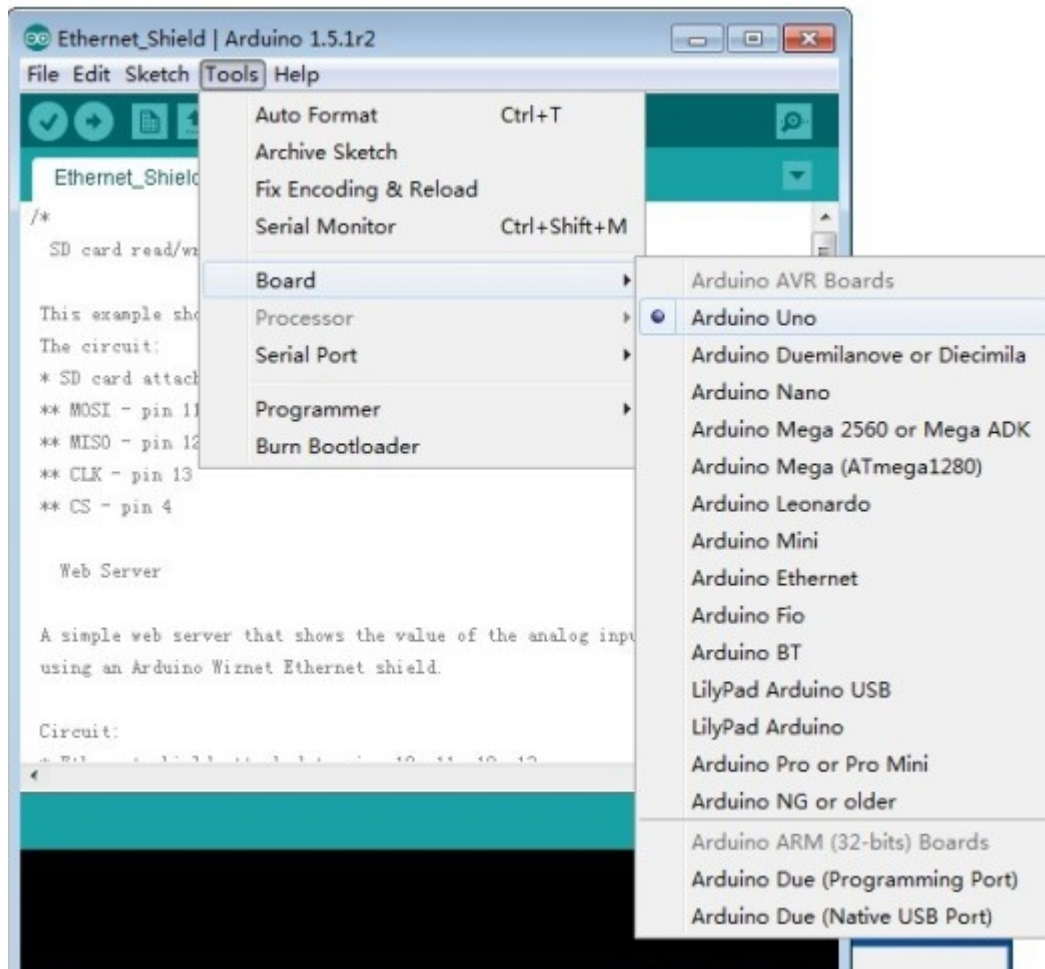 Ethernet_Shield | Arduino 1.5.1r2
File Edit Sketch Tools Help
Auto Format Ctrl+T
Archive Sketch
Fix Encoding & Reload
Serial Monitor Ctrl+Shift+M
Board
Processor
Serial Port
Programmer
Burn Bootloader
Arduino AVR Boards
Arduino Uno
Arduino Duemilanove or Diecimila
Arduino Nano
Arduino Mega 2560 or Mega ADK
Arduino Mega (ATmega1280)
Arduino Leonardo
Arduino Mini
Arduino Ethernet
Arduino Fio
Arduino BT
LilyPad Arduino USB
LilyPad Arduino
Arduino Pro or Pro Mini
Arduino NG or older
Arduino ARM (32-bits) Boards
Arduino Due (Programming Port)
Arduino Due (Native USB Port)
Ethernet_Shield
/*
SD card read/wr
This example sho
The circuit:
* SD card attach
** MOSI - pin 11
** MISO - pin 12
** CLK - pin 13
** CS - pin 4
Web Server
A simple web server that shows the value of the analog inpu
using an Arduino Wiznet Ethernet shield.
Circuit: